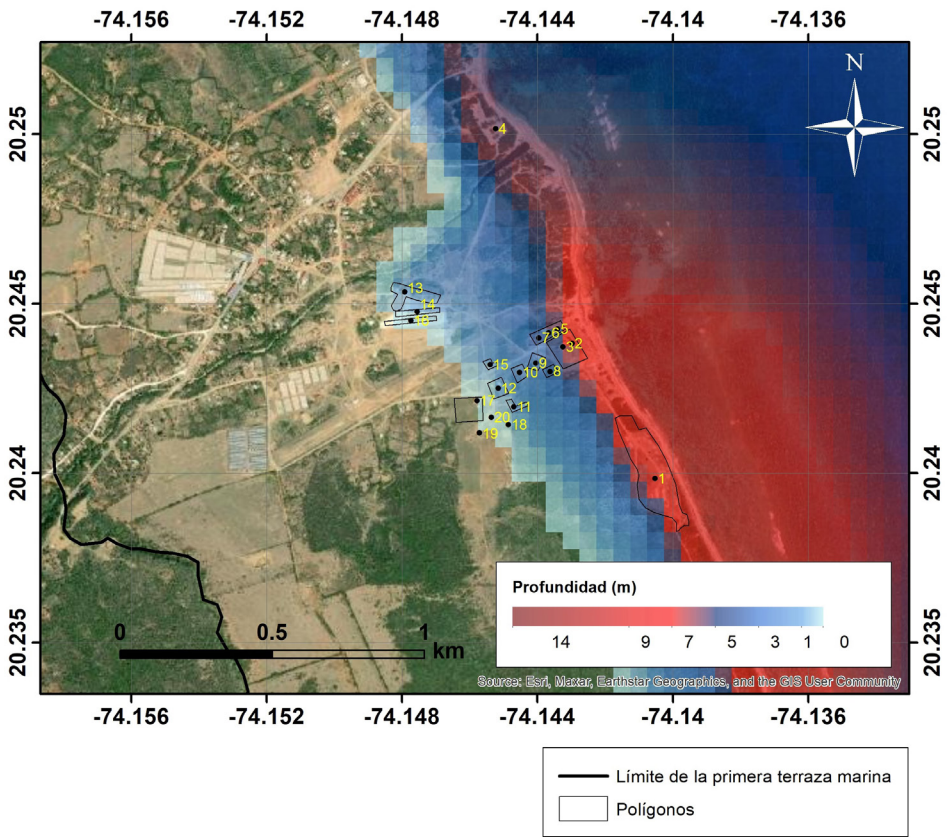 -74.156 -74.152 -74.148 -74.144 -74.14 -74.136
N
20.25 20.25
4
20.245 20.245
13
14
16
5
6
7
2
3
15
9
10
8
12
17
11
20
18
19
20.24 20.24
1
Profundidad (m)
14 9 7 5 3 1 0
0 0.5 1
km
20.235 20.235
Source: Esri, Maxar, Earthstar Geographics, and the GIS User Community
-74.156 -74.152 -74.148 -74.144 -74.14 -74.136
Límite de la primera terraza marina
Polígonos